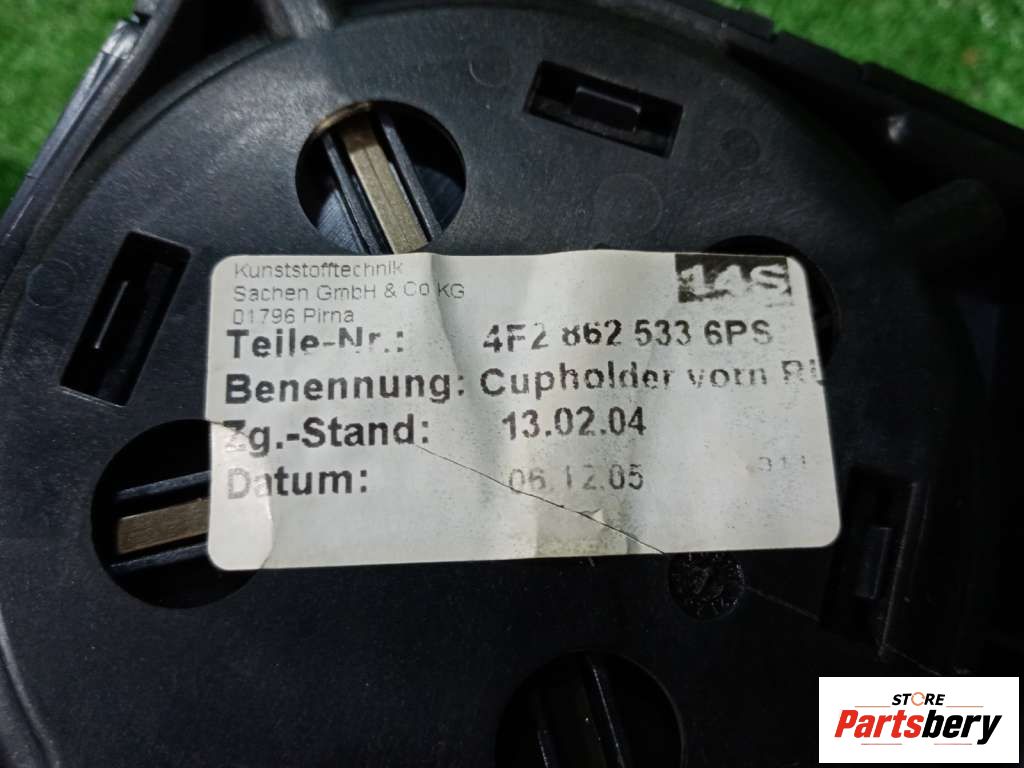 Kunststofftechnik
Sachen GmbH & Co KG
01796 Pirna
14S
Teile-Nr.: 4F2 862 533 6PS
Benennung: Cupholder vorn
Zg.-Stand: 13.02.04
Datum: 06.12.05
STORE
Partsbery